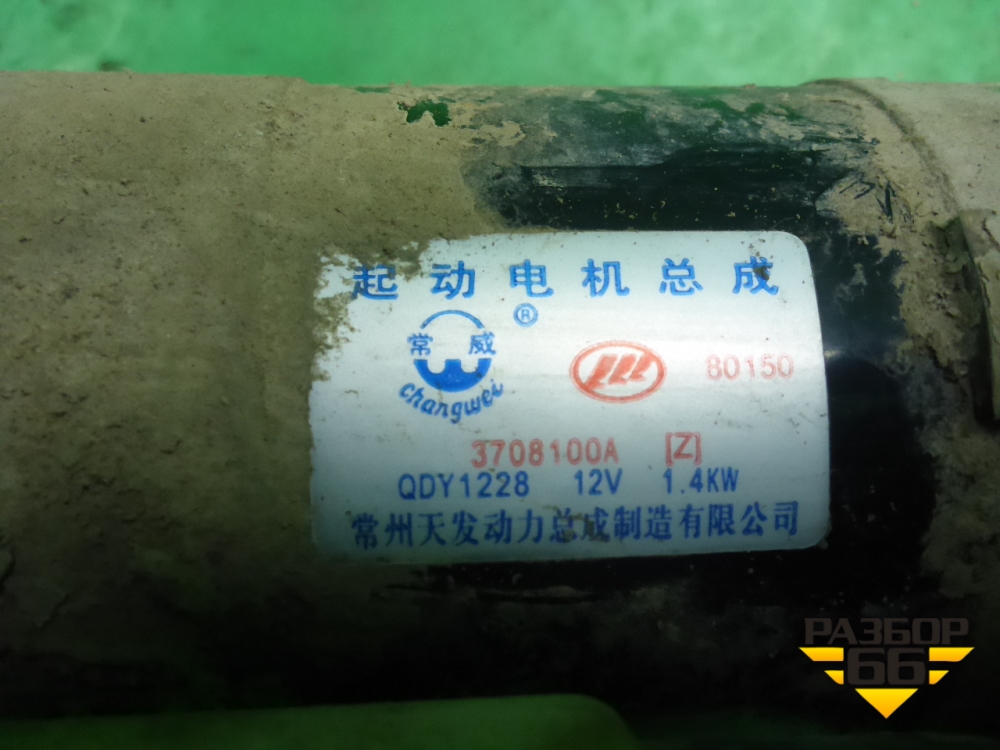 起动电机总成
®
常 威
changwei
80150
3708100A [Z]
QDY1228 12V 1.4KW
常州天发动力总成制造有限公司
РАЗБОР
66